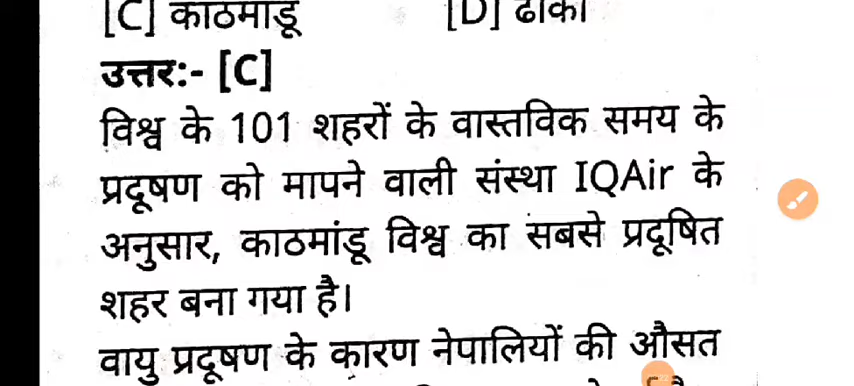 [C] काठमांडू [D] ढाका
उत्तर:- [C]
विश्व के 101 शहरों के वास्तविक समय के
प्रदूषण को मापने वाली संस्था IQAir के
अनुसार, काठमांडू विश्व का सबसे प्रदूषित
शहर बना गया है।
वायु प्रदूषण के कारण नेपालियों की औसत